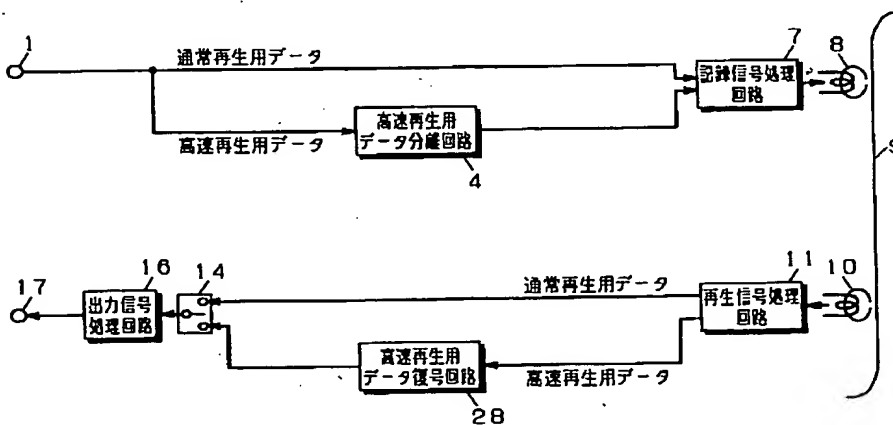 1
通常再生用データ
7
8
記録信号処理
回路
高速再生用
データ分離回路
高速再生用データ
4
9
17
16
出力信号
処理回路
14
通常再生用データ
11
再生信号処理
回路
10
高速再生用
データ復号回路
高速再生用データ
28